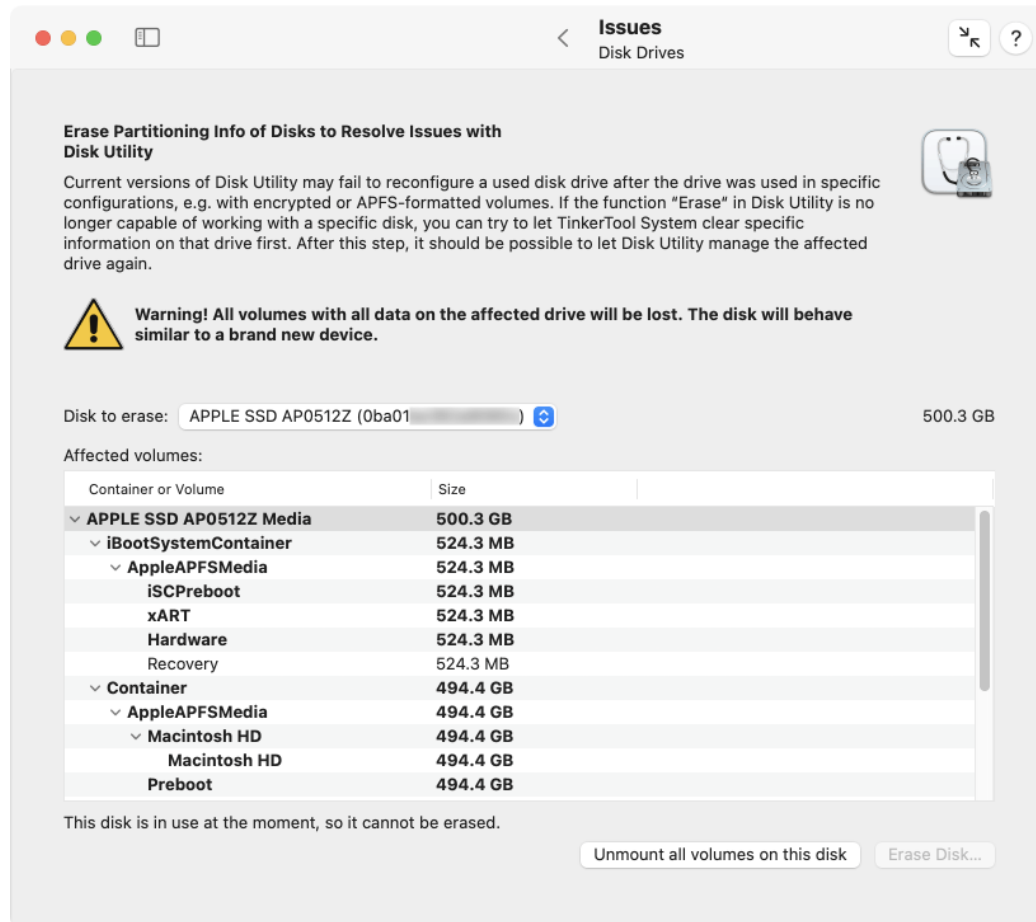 Issues
Disk Drives
?
Erase Partitioning Info of Disks to Resolve Issues with
Disk Utility
Current versions of Disk Utility may fail to reconfigure a used disk drive after the drive was used in specific
configurations, e.g. with encrypted or APFS-formatted volumes. If the function “Erase” in Disk Utility is no
longer capable of working with a specific disk, you can try to let TinkerTool System clear specific
information on that drive first. After this step, it should be possible to let Disk Utility manage the affected
drive again.
Warning! All volumes with all data on the affected drive will be lost. The disk will behave
similar to a brand new device.
Disk to erase: APPLE SSD AP0512Z (0ba01 ) 500.3 GB
Affected volumes:
Container or Volume Size
APPLE SSD AP0512Z Media 500.3 GB
iBootSystemContainer 524.3 MB
AppleAPFSMedia 524.3 MB
iSCPreboot 524.3 MB
xART 524.3 MB
Hardware 524.3 MB
Recovery 524.3 MB
Container 494.4 GB
AppleAPFSMedia 494.4 GB
Macintosh HD 494.4 GB
Macintosh HD 494.4 GB
Preboot 494.4 GB
This disk is in use at the moment, so it cannot be erased.
Unmount all volumes on this disk Erase Disk...